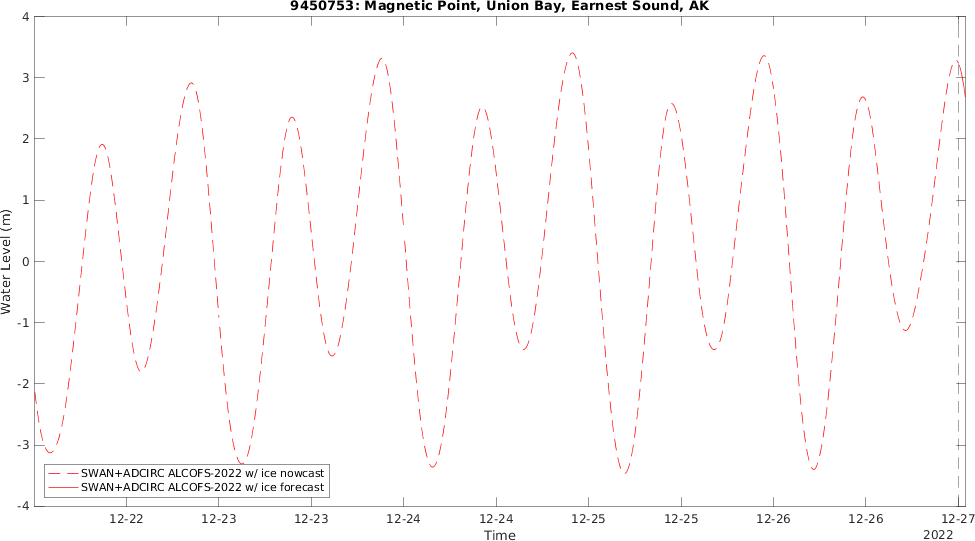 9450753: Magnetic Point, Union Bay, Earnest Sound, AK
4
3
2
1
0
-1
-2
-3
-4
Water Level (m)
SWAN+ADCIRC ALCOFS-2022 w/ ice nowcast
SWAN+ADCIRC ALCOFS-2022 w/ ice forecast
12-22 12-23 12-23 12-24 12-24 12-25 12-25 12-26 12-26 12-27
Time
2022